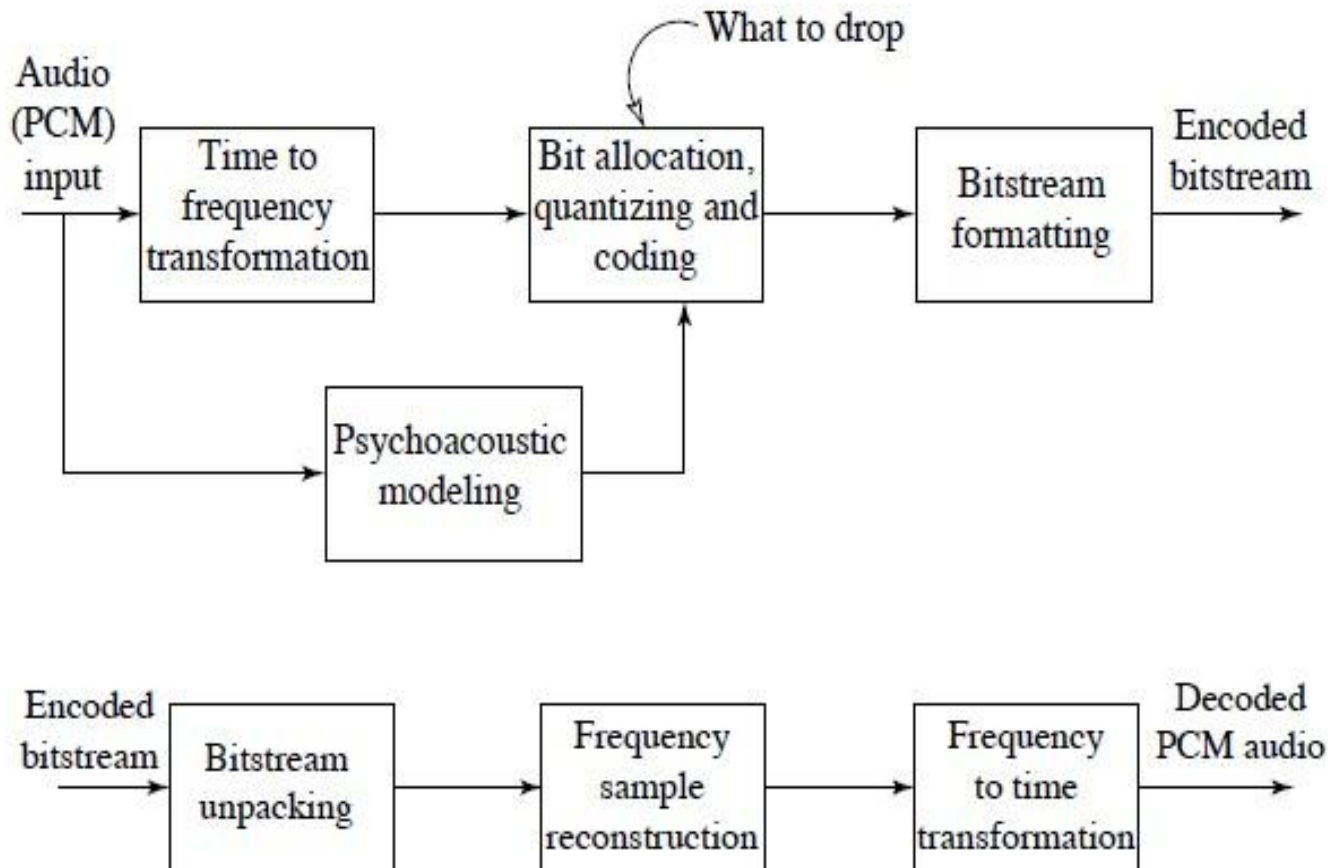 What to drop
Audio
(PCM)
input
Time to
frequency
transformation
Bit allocation,
quantizing and
coding
Bitstream
formatting
Encoded
bitstream
Psychoacoustic
modeling
Encoded
bitstream
Bitstream
unpacking
Frequency
sample
reconstruction
Frequency
to time
transformation
Decoded
PCM audio